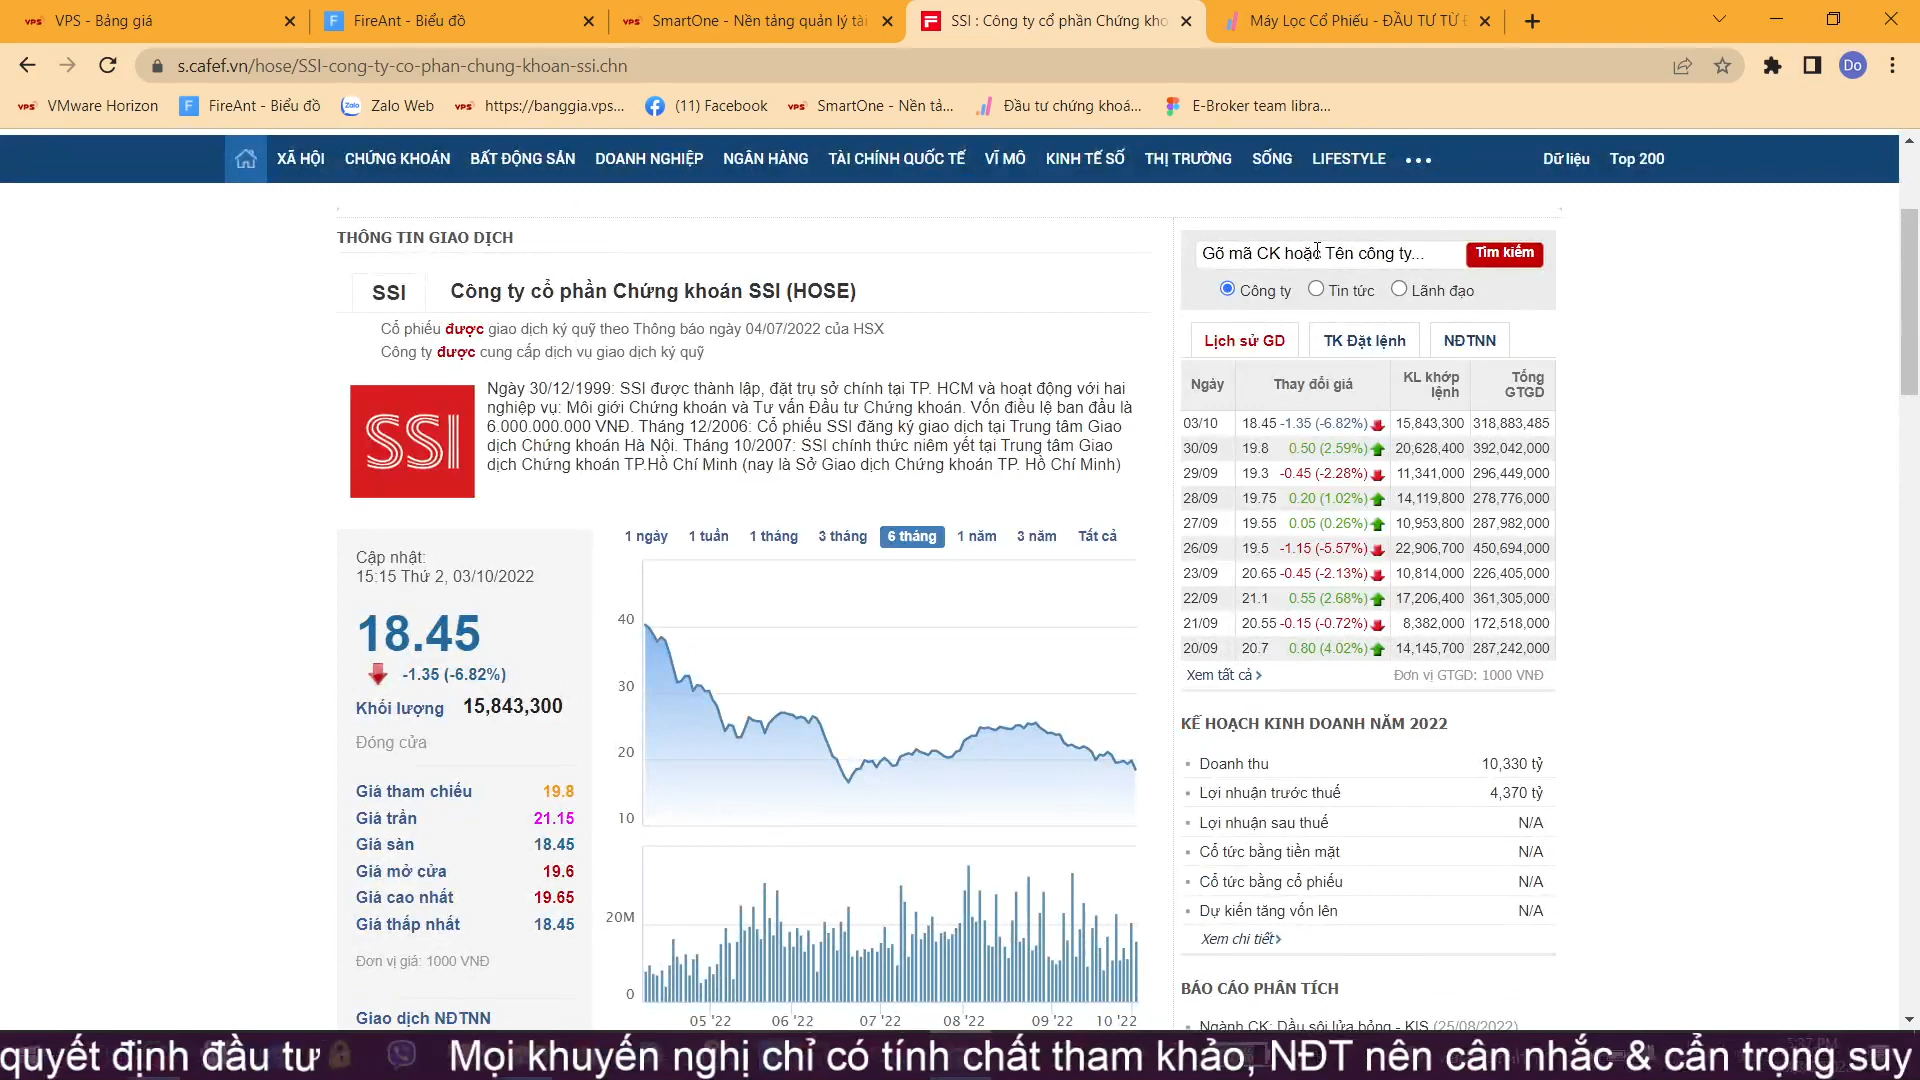 VPS - Bảng giá
FireAnt - Biểu đồ
SmartOne - Nền tảng quản lý tài
SSI : Công ty cổ phần Chứng kho
Máy Lọc Cổ Phiếu - ĐẦU TƯ TỪ
s.cafef.vn/hose/SSI-cong-ty-co-phan-chung-khoan-ssi.chn
Do
VMware Horizon
FireAnt - Biểu đồ
Zalo Web
https://banggia.vps...
(11) Facebook
SmartOne - Nền tả...
Đầu tư chứng khoá...
E-Broker team libra...
XÃ HỘI CHỨNG KHOÁN BẤT ĐỘNG SẢN DOANH NGHIỆP NGÂN HÀNG TÀI CHÍNH QUỐC TẾ VĨ MÔ KINH TẾ SỐ THỊ TRƯỜNG SỐNG LIFESTYLE ••• Dữ liệu Top 200
THÔNG TIN GIAO DỊCH
SSI
Công ty cổ phần Chứng khoán SSI (HOSE)
Cổ phiếu được giao dịch ký quỹ theo Thông báo ngày 04/07/2022 của HSX
Công ty được cung cấp dịch vụ giao dịch ký quỹ
SSI
Ngày 30/12/1999: SSI được thành lập, đặt trụ sở chính tại TP. HCM và hoạt động với hai
nghiệp vụ: Môi giới Chứng khoán và Tư vấn Đầu tư Chứng khoán. Vốn điều lệ ban đầu là
6.000.000.000 VNĐ. Tháng 12/2006: Cổ phiếu SSI đăng ký giao dịch tại Trung tâm Giao
dịch Chứng khoán Hà Nội. Tháng 10/2007: SSI chính thức niêm yết tại Trung tâm Giao
dịch Chứng khoán TP.Hồ Chí Minh (nay là Sở Giao dịch Chứng khoán TP. Hồ Chí Minh)
Cập nhật:
15:15 Thứ 2, 03/10/2022
18.45
-1.35 (-6.82%)
Khối lượng 15,843,300
Đóng cửa
Giá tham chiếu 19.8
Giá trần 21.15
Giá sàn 18.45
Giá mở cửa 19.6
Giá cao nhất 19.65
Giá thấp nhất 18.45
Đơn vị giá: 1000 VNĐ
Giao dịch NĐTNN
1 ngày 1 tuần 1 tháng 3 tháng 6 tháng 1 năm 3 năm Tất cả
40
30
20
10
20M
0
05 '22 06 '22 07 '22 08 '22 09 '22 10 '22
Gõ mã CK hoặc Tên công ty...
Tìm kiếm
Công ty Tin tức Lãnh đạo
Lịch sử GD TK Đặt lệnh NĐTNN
Ngày Thay đổi giá KL khớp lệnh Tổng GTGD
03/10 18.45 -1.35 (-6.82%) 15,843,300 318,883,485
30/09 19.8 0.50 (2.59%) 20,628,400 392,042,000
29/09 19.3 -0.45 (-2.28%) 11,341,000 296,449,000
28/09 19.75 0.20 (1.02%) 14,119,800 278,776,000
27/09 19.55 0.05 (0.26%) 10,953,800 287,982,000
26/09 19.5 -1.15 (-5.57%) 22,906,700 450,694,000
23/09 20.65 -0.45 (-2.13%) 10,814,000 226,405,000
22/09 21.1 0.55 (2.68%) 17,206,400 361,305,000
21/09 20.55 -0.15 (-0.72%) 8,382,000 172,518,000
20/09 20.7 0.80 (4.02%) 14,145,700 287,242,000
Xem tất cả Đơn vị GTGD: 1000 VNĐ
KẾ HOẠCH KINH DOANH NĂM 2022
Doanh thu 10,330 tỷ
Lợi nhuận trước thuế 4,370 tỷ
Lợi nhuận sau thuế N/A
Cổ tức bằng tiền mặt N/A
Cổ tức bằng cổ phiếu N/A
Dự kiến tăng vốn lên N/A
Xem chi tiết
BÁO CÁO PHÂN TÍCH
Ngành CK: Dầu sôi lửa bỏng - KIS (25/08/2022)
quyết định đầu tư
Mọi khuyến nghị chỉ có tính chất tham khảo, NĐT nên cân nhắc & cẩn trọng suy